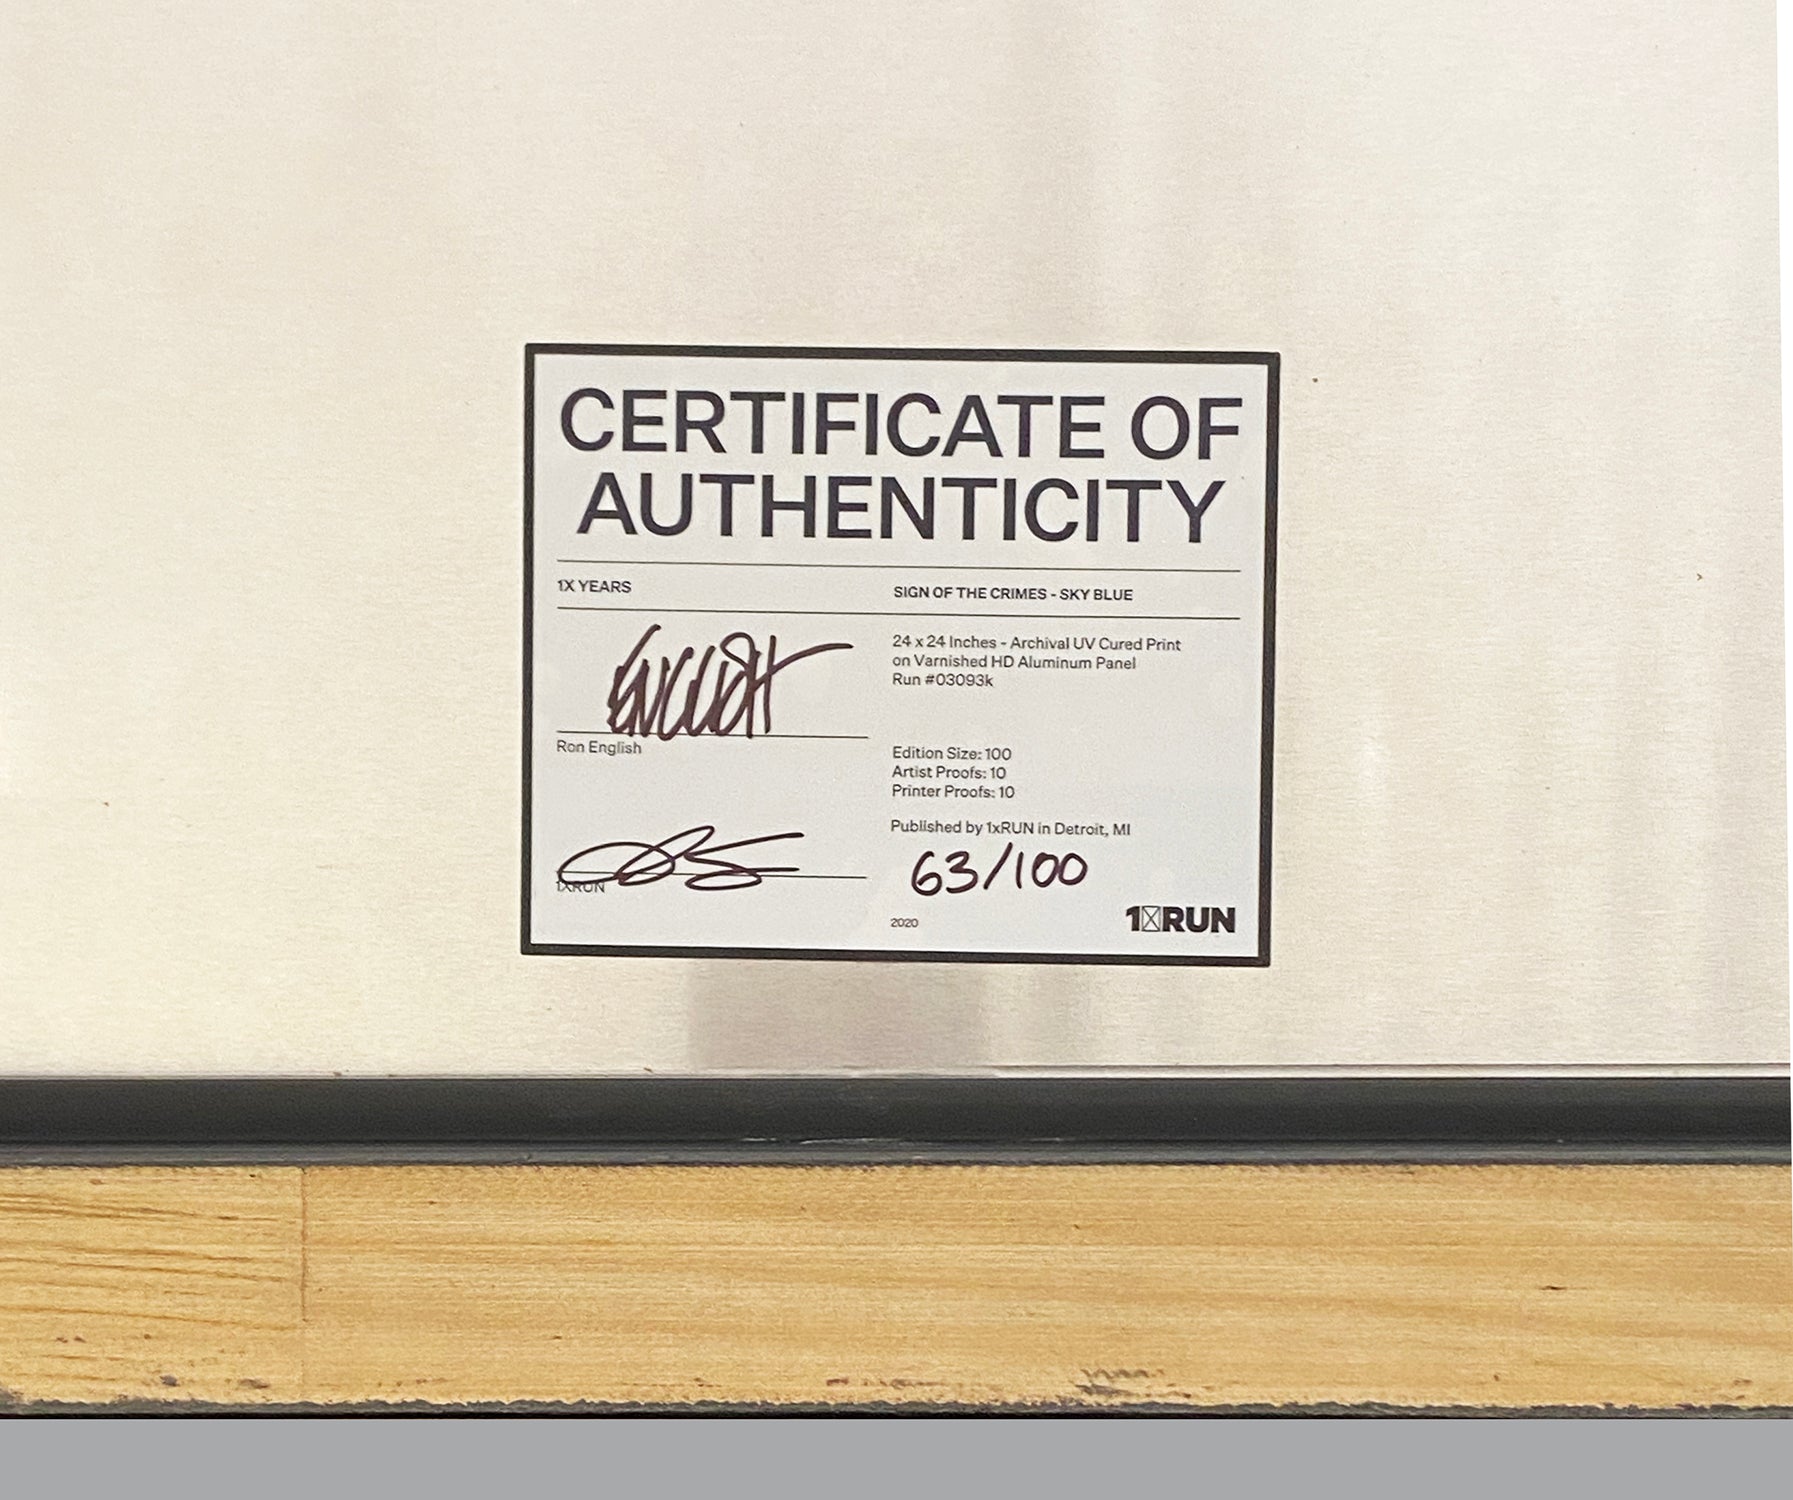 CERTIFICATE OF
AUTHENTICITY
1X YEARS
SIGN OF THE CRIMES - SKY BLUE
24 x 24 Inches - Archival UV Cured Print
on Varnished HD Aluminum Panel
Run #03093k
ENGLISH
Ron English
Edition Size: 100
Artist Proofs: 10
Printer Proofs: 10
Published by 1xRUN in Detroit, MI
63/100
1XRUN
2020
1XRUN